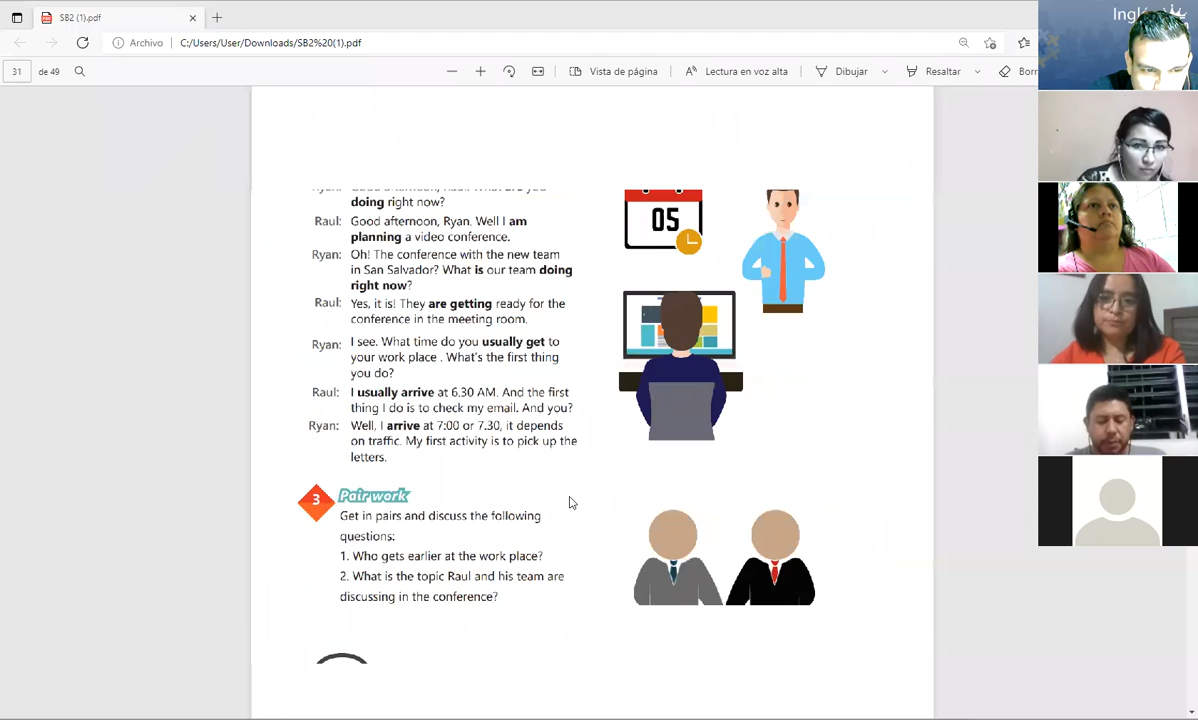 SB2 (1).pdf
Archivo
C:/Users/User/Downloads/SB2%20(1).pdf
31
de 49
Vista de página
Lectura en voz alta
Dibujar
Resaltar
Borr
Inglés
doing right now?
05
Raul: Good afternoon, Ryan. Well I am
planning a video conference.
Ryan: Oh! The conference with the new team
in San Salvador? What is our team doing
right now?
Raul: Yes, it is! They are getting ready for the
conference in the meeting room.
Ryan: I see. What time do you usually get to
your work place . What's the first thing
you do?
Raul: I usually arrive at 6.30 AM. And the first
thing I do is to check my email. And you?
Ryan: Well, I arrive at 7:00 or 7.30, it depends
on traffic. My first activity is to pick up the
letters.
3
Pair work
Get in pairs and discuss the following
questions:
1. Who gets earlier at the work place?
2. What is the topic Raul and his team are
discussing in the conference?